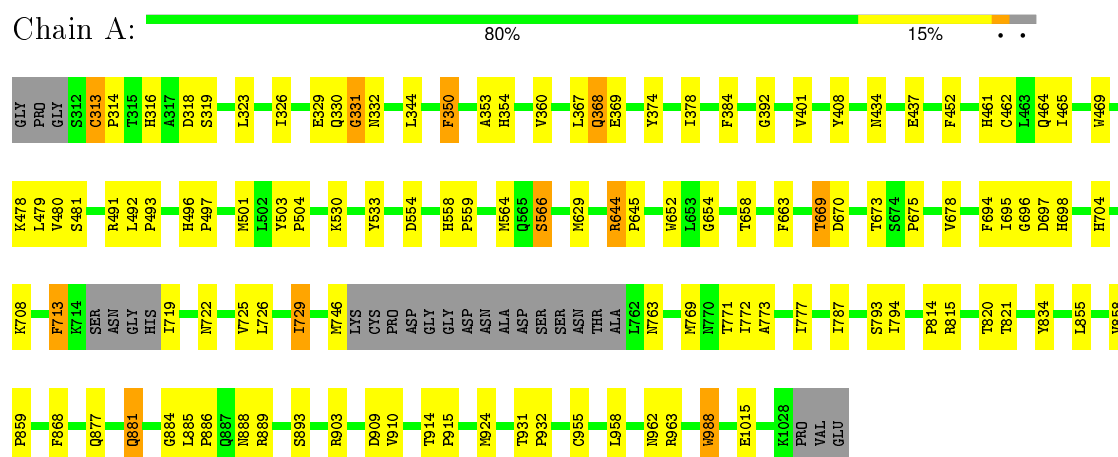 Chain A:
80% 15% • •
GLY PRO GLY S312 C313 P314 T315 H316 A317 D318 S319 L323 I326 E329 Q330 G331 N332 L344 F350 A353 H354 V360 L367 Q368 E369 Y374 I378 F384 G392 V401 Y408 N434 E437 F452 H461 C462 L463 Q464 I465 W469
K478 L479 V480 S481 R491 L492 P493 H496 P497 M501 L502 Y503 P504 K530 Y533 D554 H558 P559 M564 Q565 S566 M629 R644 P645 W652 L653 G654 T658 F663 T669 D670 T673 S674 P675 V678 F694 I695 G696 D697 H698 H704
K708 F713 K714 SER ASN GLY HIS I719 N722 V725 L726 I729 M746 LYS CYS PRO ASP GLY GLY ASP ASN ALA ASP SER SER ASN THR ALA L762 N763 M769 N770 T771 I772 A773 I777 I787 S793 I794 P814 R815 T820 T821 Y834 L855 V858
P859 F868 Q877 Q881 G884 L885 P886 Q887 N888 R889 S893 R903 D909 V910 T914 P915 M924 T931 P932 C955 L958 N962 R963 W988 E1015 K1028 PRO VAL GLU